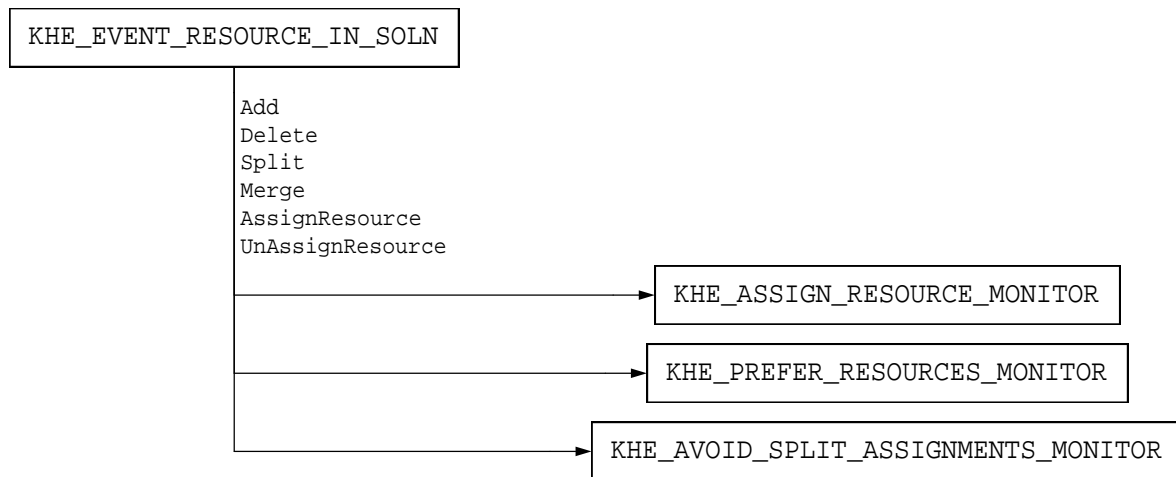 KHE_EVENT_RESOURCE_IN_SOLN
Add
Delete
Split
Merge
AssignResource
UnAssignResource
KHE_ASSIGN_RESOURCE_MONITOR
KHE_PREFER_RESOURCES_MONITOR
KHE_AVOID_SPLIT_ASSIGNMENTS_MONITOR